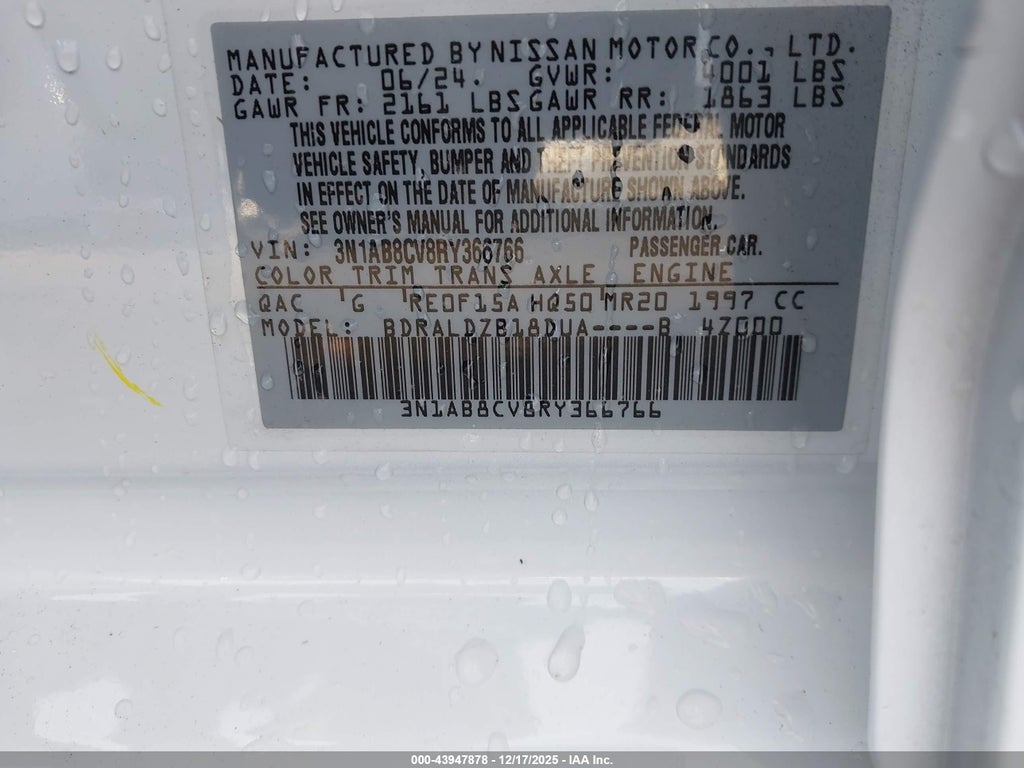 MANUFACTURED BY NISSAN MOTOR CO., LTD.
DATE: 06/24. GVWR: 4001 LBS
GAWR FR: 2161 LBS GAWR RR: 1863 LBS
THIS VEHICLE CONFORMS TO ALL APPLICABLE FEDERAL MOTOR
VEHICLE SAFETY, BUMPER AND THEFT PREVENTION STANDARDS
IN EFFECT ON THE DATE OF MANUFACTURE SHOWN ABOVE.
SEE OWNER'S MANUAL FOR ADDITIONAL INFORMATION.
VIN: 3N1AB8CV8RY366766 PASSENGER CAR.
COLOR TRIM TRANS AXLE ENGINE
QAC G RE0F15A HQ50 MR20 1997 CC
MODEL: BDRALDZB18DUA-----B 4Z000
3N1AB8CV8RY366766
000-43947878 - 12/17/2025 - IAA Inc.